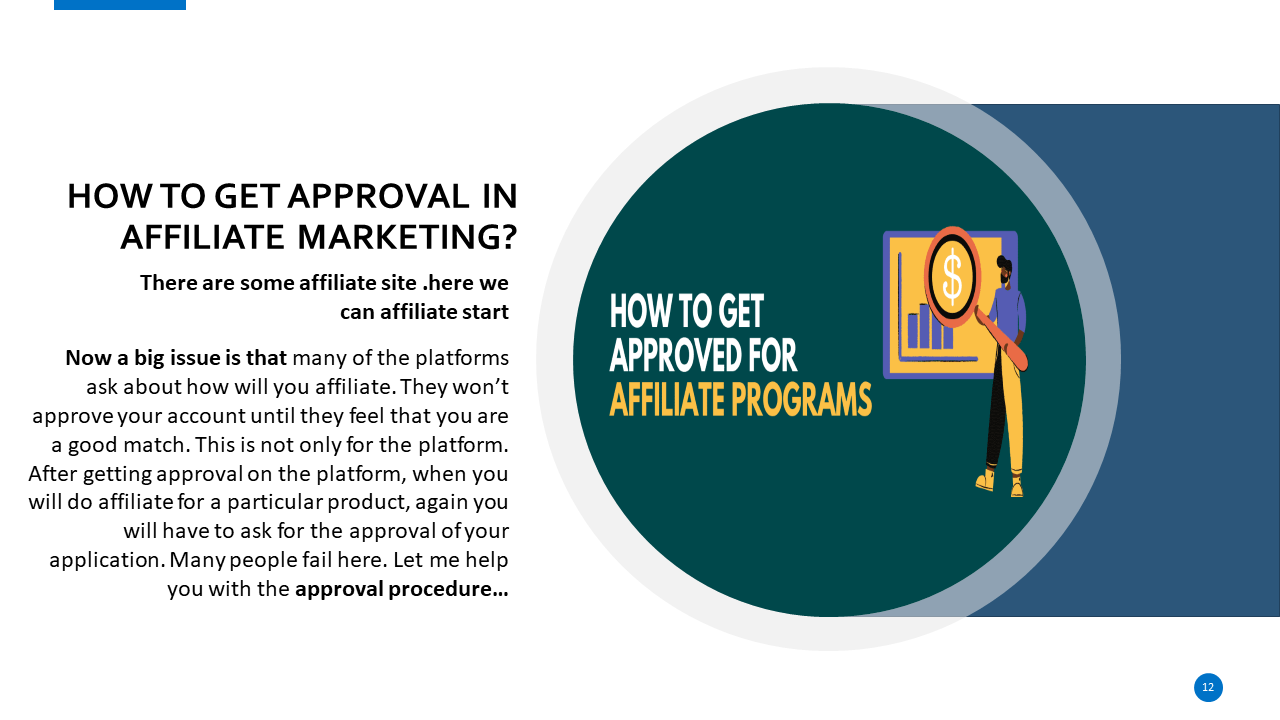 HOW TO GET APPROVAL IN
AFFILIATE MARKETING?
There are some affiliate site .here we
can affiliate start
Now a big issue is that many of the platforms
ask about how will you affiliate. They won’t
approve your account until they feel that you are
a good match. This is not only for the platform.
After getting approval on the platform, when you
will do affiliate for a particular product, again you
will have to ask for the approval of your
application. Many people fail here. Let me help
you with the approval procedure…
HOW TO GET
APPROVED FOR
AFFILIATE PROGRAMS
$
12